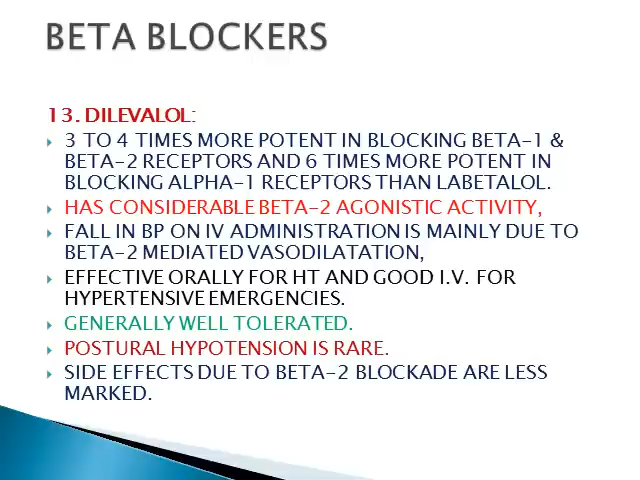 BETA BLOCKERS
13. DILEVALOL:
3 TO 4 TIMES MORE POTENT IN BLOCKING BETA-1 &
BETA-2 RECEPTORS AND 6 TIMES MORE POTENT IN
BLOCKING ALPHA-1 RECEPTORS THAN LABETALOL.
HAS CONSIDERABLE BETA-2 AGONISTIC ACTIVITY,
FALL IN BP ON IV ADMINISTRATION IS MAINLY DUE TO
BETA-2 MEDIATED VASODILATATION,
EFFECTIVE ORALLY FOR HT AND GOOD I.V. FOR
HYPERTENSIVE EMERGENCIES.
GENERALLY WELL TOLERATED.
POSTURAL HYPOTENSION IS RARE.
SIDE EFFECTS DUE TO BETA-2 BLOCKADE ARE LESS
MARKED.